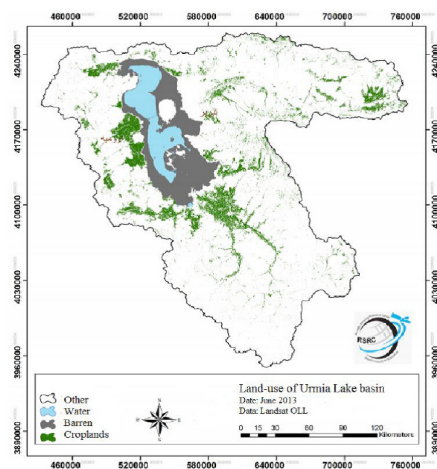 460000 520000 580000 640000 700000 760000
4240000 4240000
4170000 4170000
4100000 4100000
4030000 4030000
3960000 3960000
3890000 3890000
RSRC
Other
Water
Barren
Croplands
Land-use of Urmia Lake basin
Date: June 2013
Data: Landsat OLL
0 15 30 60 90 120
Kilometers
460000 520000 580000 640000 700000 760000